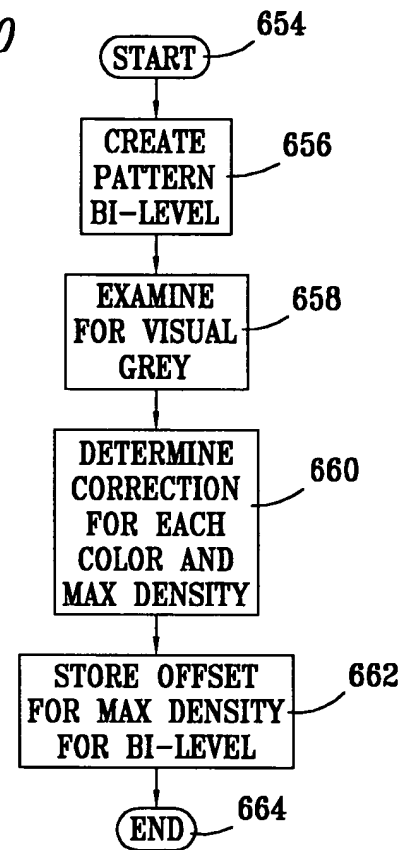 START
654
CREATE
PATTERN
BI-LEVEL
656
EXAMINE
FOR VISUAL
GREY
658
DETERMINE
CORRECTION
FOR EACH
COLOR AND
MAX DENSITY
660
STORE OFFSET
FOR MAX DENSITY
FOR BI-LEVEL
662
END
664